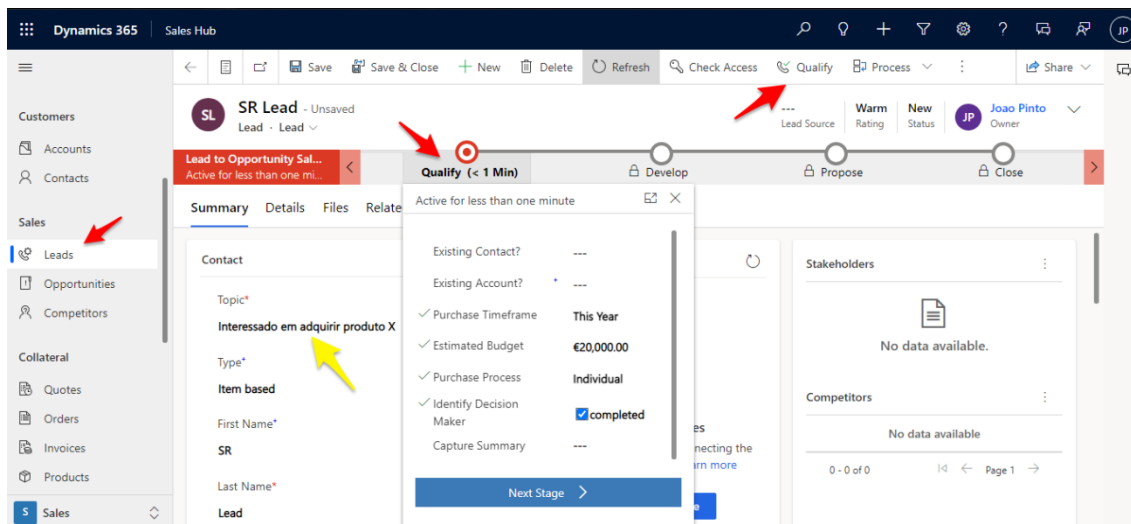 Dynamics 365 Sales Hub JP
Save Save & Close New Delete Refresh Check Access Qualify Process Share
SL SR Lead - Unsaved
Lead · Lead
---
Lead Source
Warm
Rating
New
Status
JP Joao Pinto
Owner
Customers
Accounts
Contacts
Sales
Leads
Opportunities
Competitors
Collateral
Quotes
Orders
Invoices
Products
S Sales
Lead to Opportunity Sal...
Active for less than one mi...
Qualify (< 1 Min) Develop Propose Close
Summary Details Files Relate
Contact
Topic*
Interessado em adquirir produto X
Type*
Item based
First Name*
SR
Last Name*
Lead
Active for less than one minute
Existing Contact? ---
Existing Account? * ---
Purchase Timeframe This Year
Estimated Budget €20,000.00
Purchase Process Individual
Identify Decision
Maker
completed
Capture Summary ---
Next Stage
es
nnecting the
arn more
e
Stakeholders
No data available.
Competitors
No data available
0 - 0 of 0 Page 1